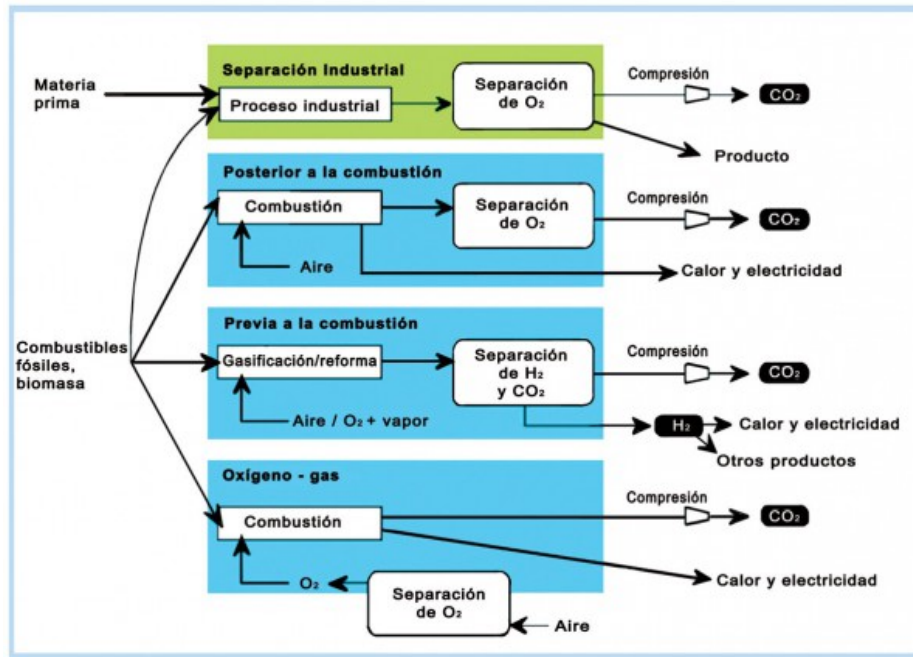 Separación Industrial
Materia
prima
Proceso industrial
Separación
de O₂
Compresión
CO₂
Producto
Posterior a la combustión
Combustión
Separación
de O₂
Compresión
CO₂
Aire
Calor y electricidad
Combustibles
fósiles,
biomasa
Previa a la combustión
Gasificación/reforma
Separación
de H₂
y CO₂
Compresión
CO₂
Aire / O₂ + vapor
H₂
Calor y electricidad
Otros productos
Oxígeno - gas
Combustión
Compresión
CO₂
O₂
Calor y electricidad
Separación
de O₂
Aire